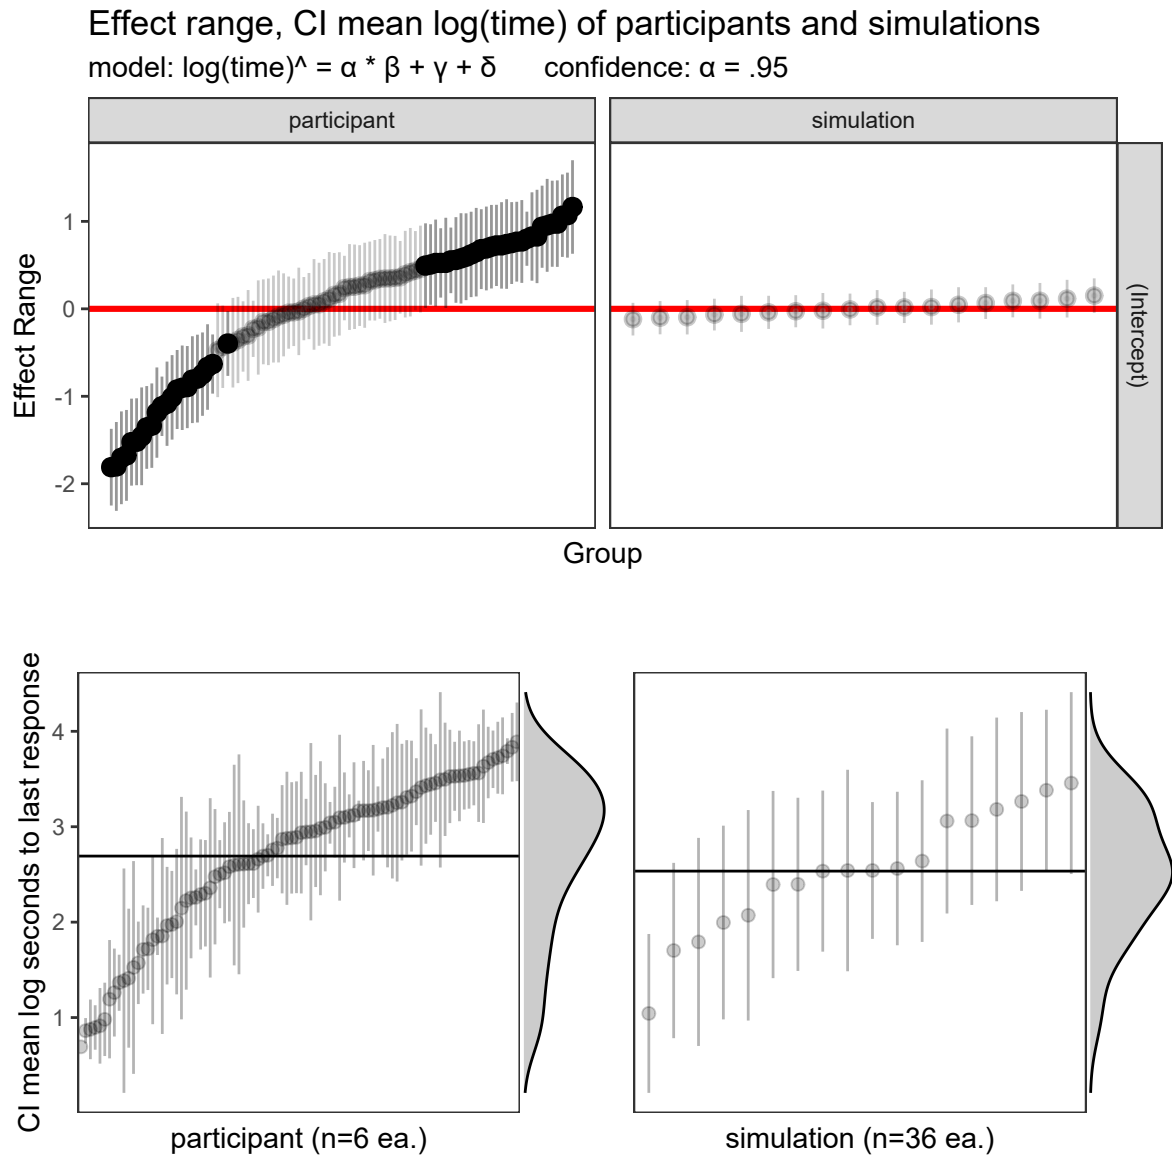 Effect range, CI mean log(time) of participants and simulations
model: log(time)^ = α * β + γ + δ confidence: α = .95
participant
simulation
Effect Range
1
0
-1
-2
(Intercept)
Group
CI mean log seconds to last response
4
3
2
1
participant (n=6 ea.)
simulation (n=36 ea.)